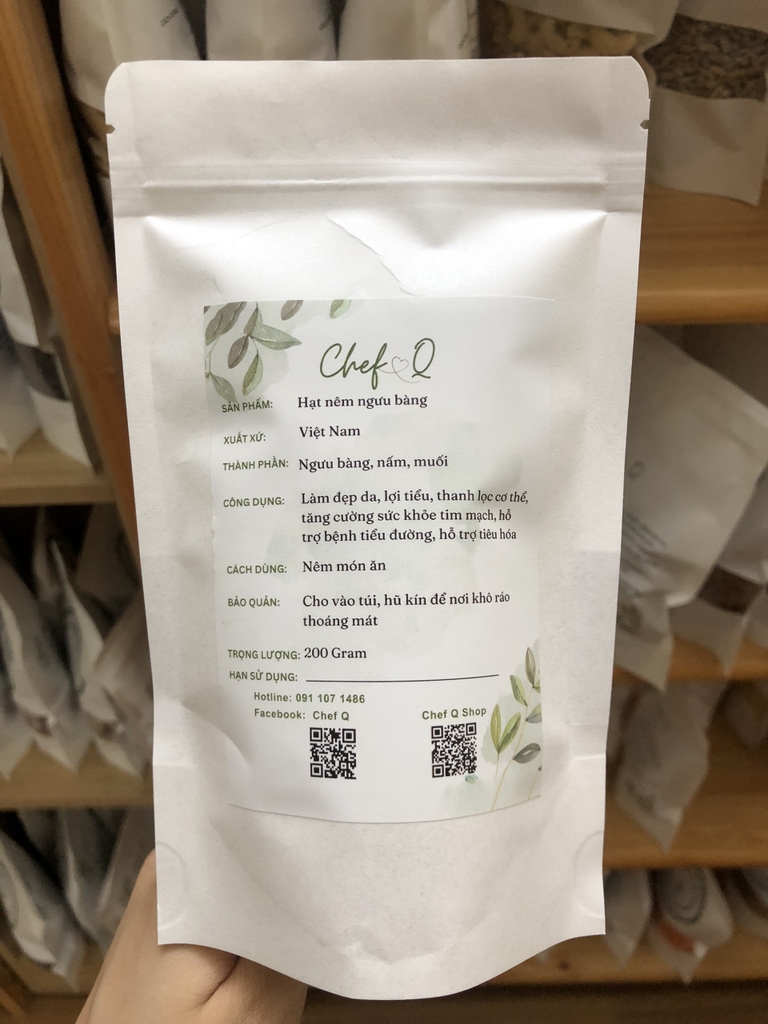 Chef Q
SẢN PHẨM: Hạt nêm ngưu bàng
XUẤT XỨ: Việt Nam
THÀNH PHẦN: Ngưu bàng, nấm, muối
CÔNG DỤNG: Làm đẹp da, lợi tiểu, thanh lọc cơ thể,
tăng cường sức khỏe tim mạch, hỗ
trợ bệnh tiểu đường, hỗ trợ tiêu hóa
CÁCH DÙNG: Nêm món ăn
BẢO QUẢN: Cho vào túi, hũ kín để nơi khô ráo
thoáng mát
TRỌNG LƯỢNG: 200 Gram
HẠN SỬ DỤNG:
Hotline: 091 107 1486
Facebook: Chef Q Chef Q Shop